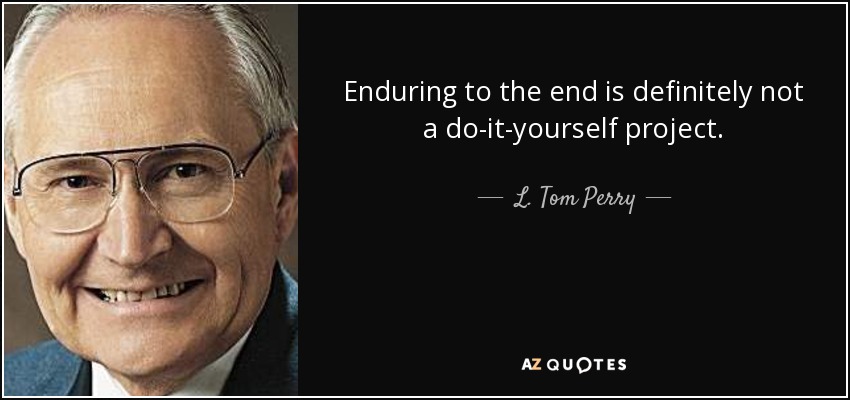 Enduring to the end is definitely not
a do-it-yourself project.
— L. Tom Perry —
AZ QUOTES